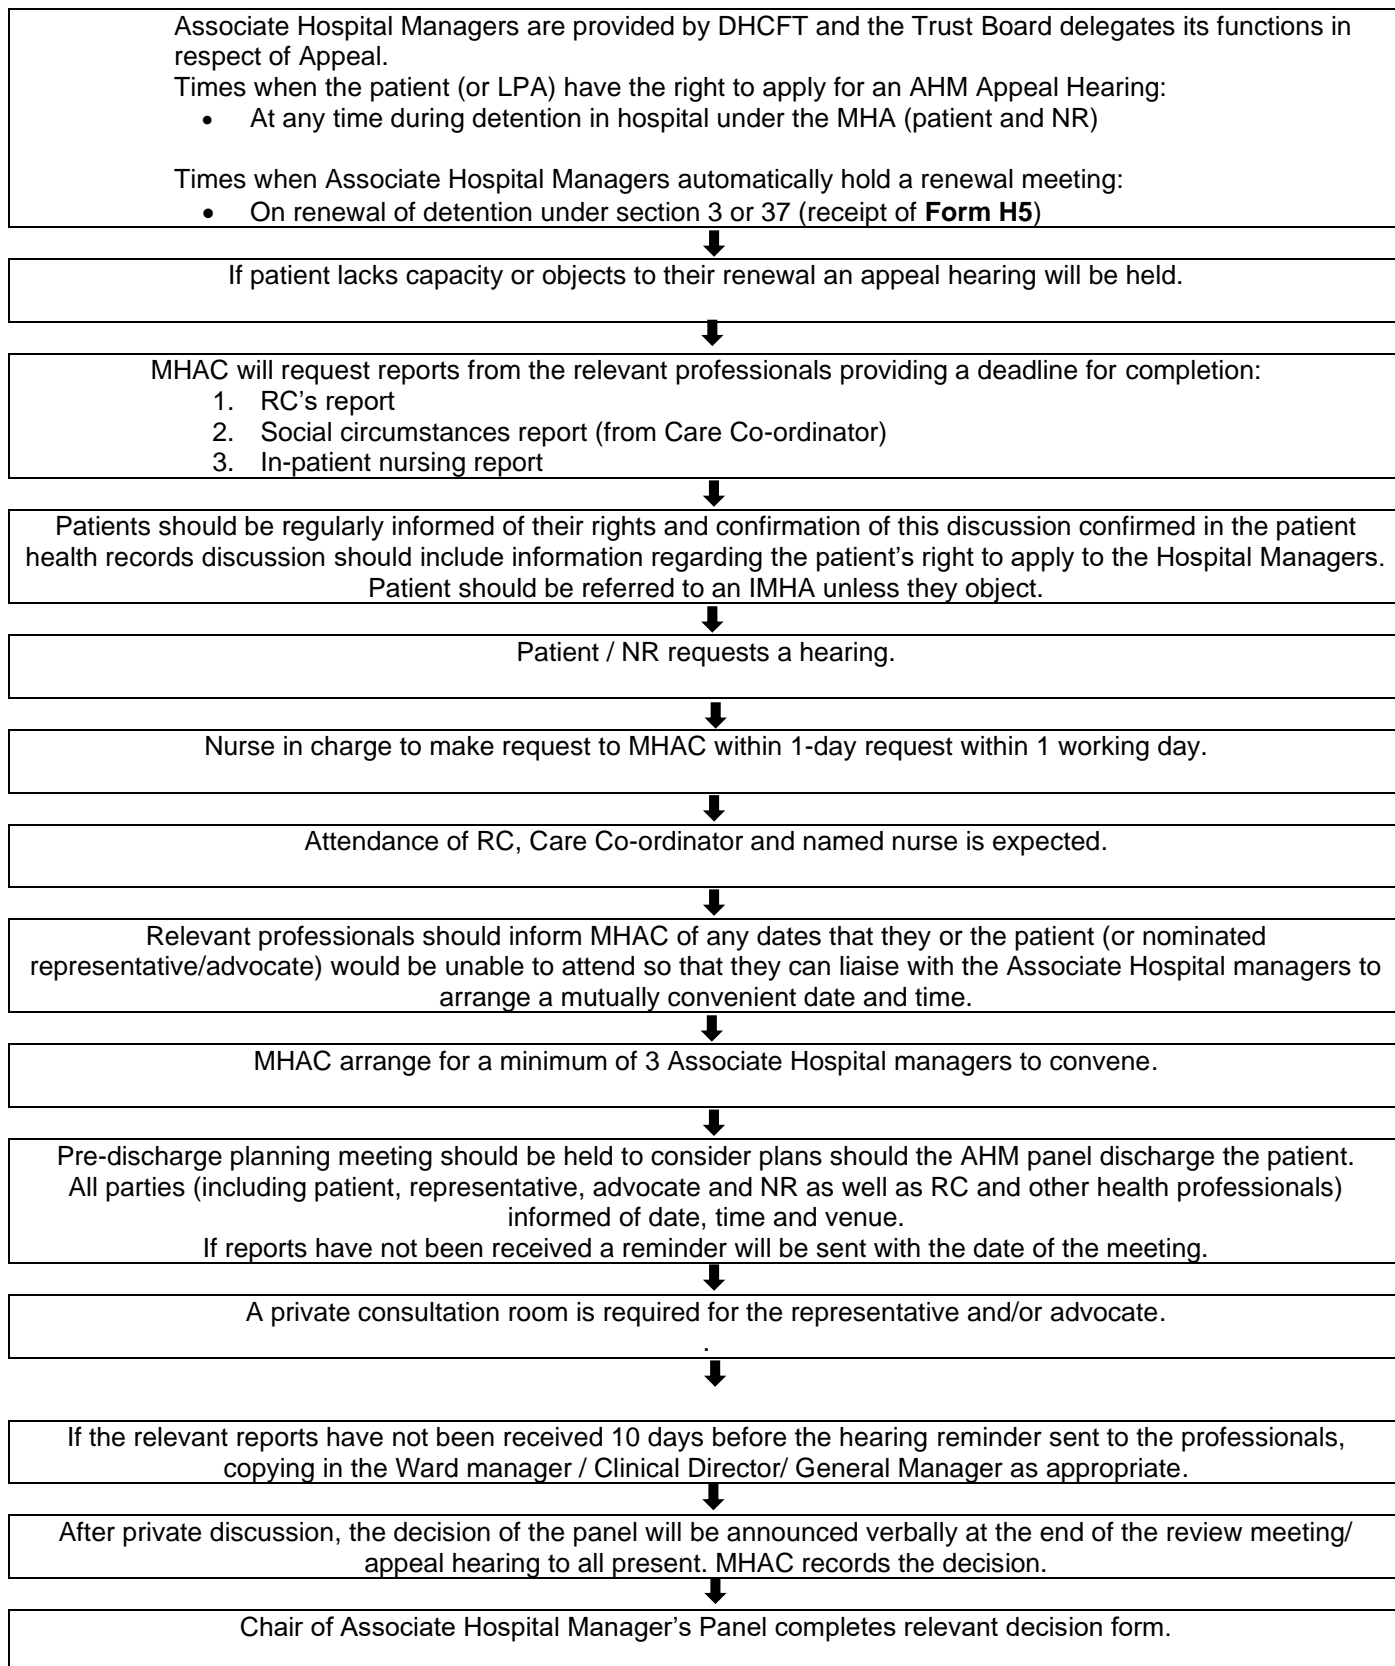 Associate Hospital Managers are provided by DHCFT and the Trust Board delegates its functions in
respect of Appeal.
Times when the patient (or LPA) have the right to apply for an AHM Appeal Hearing:
• At any time during detention in hospital under the MHA (patient and NR)
Times when Associate Hospital Managers automatically hold a renewal meeting:
• On renewal of detention under section 3 or 37 (receipt of Form H5)
If patient lacks capacity or objects to their renewal an appeal hearing will be held.
MHAC will request reports from the relevant professionals providing a deadline for completion:
1. RC's report
2. Social circumstances report (from Care Co-ordinator)
3. In-patient nursing report
Patients should be regularly informed of their rights and confirmation of this discussion confirmed in the patient
health records discussion should include information regarding the patient's right to apply to the Hospital Managers.
Patient should be referred to an IMHA unless they object.
Patient / NR requests a hearing.
Nurse in charge to make request to MHAC within 1-day request within 1 working day.
Attendance of RC, Care Co-ordinator and named nurse is expected.
Relevant professionals should inform MHAC of any dates that they or the patient (or nominated
representative/advocate) would be unable to attend so that they can liaise with the Associate Hospital managers to
arrange a mutually convenient date and time.
MHAC arrange for a minimum of 3 Associate Hospital managers to convene.
Pre-discharge planning meeting should be held to consider plans should the AHM panel discharge the patient.
All parties (including patient, representative, advocate and NR as well as RC and other health professionals)
informed of date, time and venue.
If reports have not been received a reminder will be sent with the date of the meeting.
A private consultation room is required for the representative and/or advocate.
.
If the relevant reports have not been received 10 days before the hearing reminder sent to the professionals,
copying in the Ward manager / Clinical Director/ General Manager as appropriate.
After private discussion, the decision of the panel will be announced verbally at the end of the review meeting/
appeal hearing to all present. MHAC records the decision.
Chair of Associate Hospital Manager's Panel completes relevant decision form.